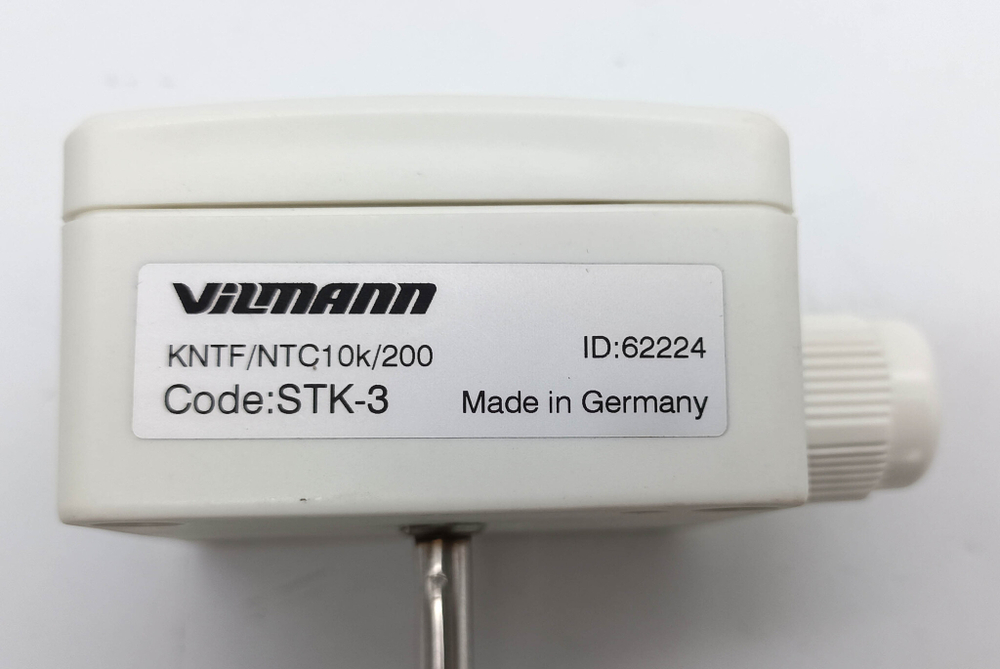 VILMANN
KNTF/NTC10k/200
ID:62224
Code:STK-3
Made in Germany